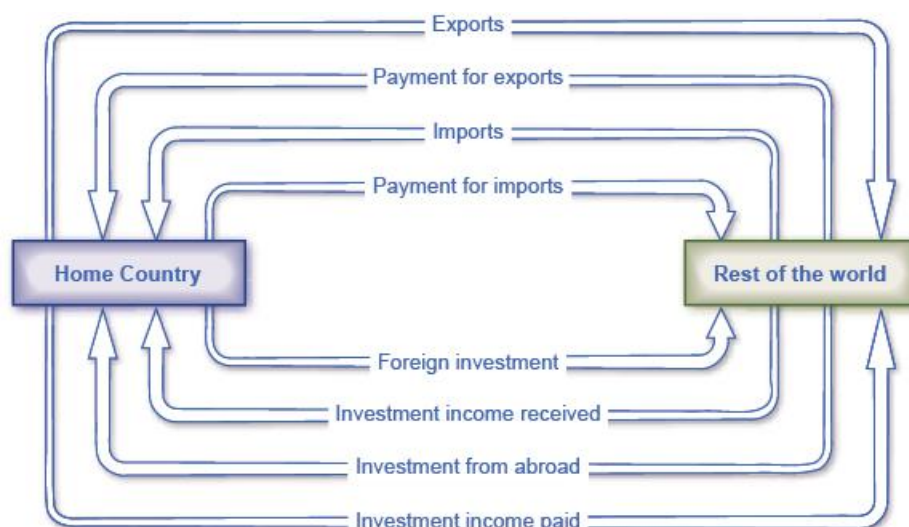 Exports
Payment for exports
Imports
Payment for imports
Home Country
Rest of the world
Foreign investment
Investment income received
Investment from abroad
Investment income paid